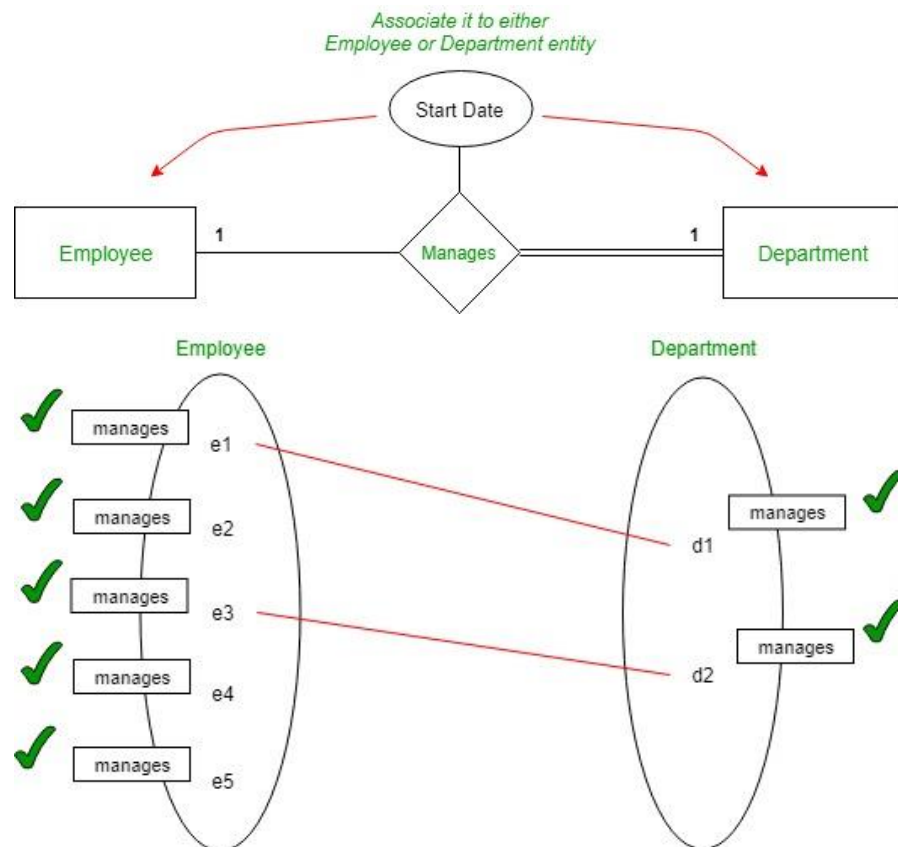 Associate it to either
Employee or Department entity
Start Date
Employee
1
Manages
1
Department
Employee
Department
manages
e1
manages
e2
manages
e3
manages
e4
manages
e5
manages
d1
manages
d2